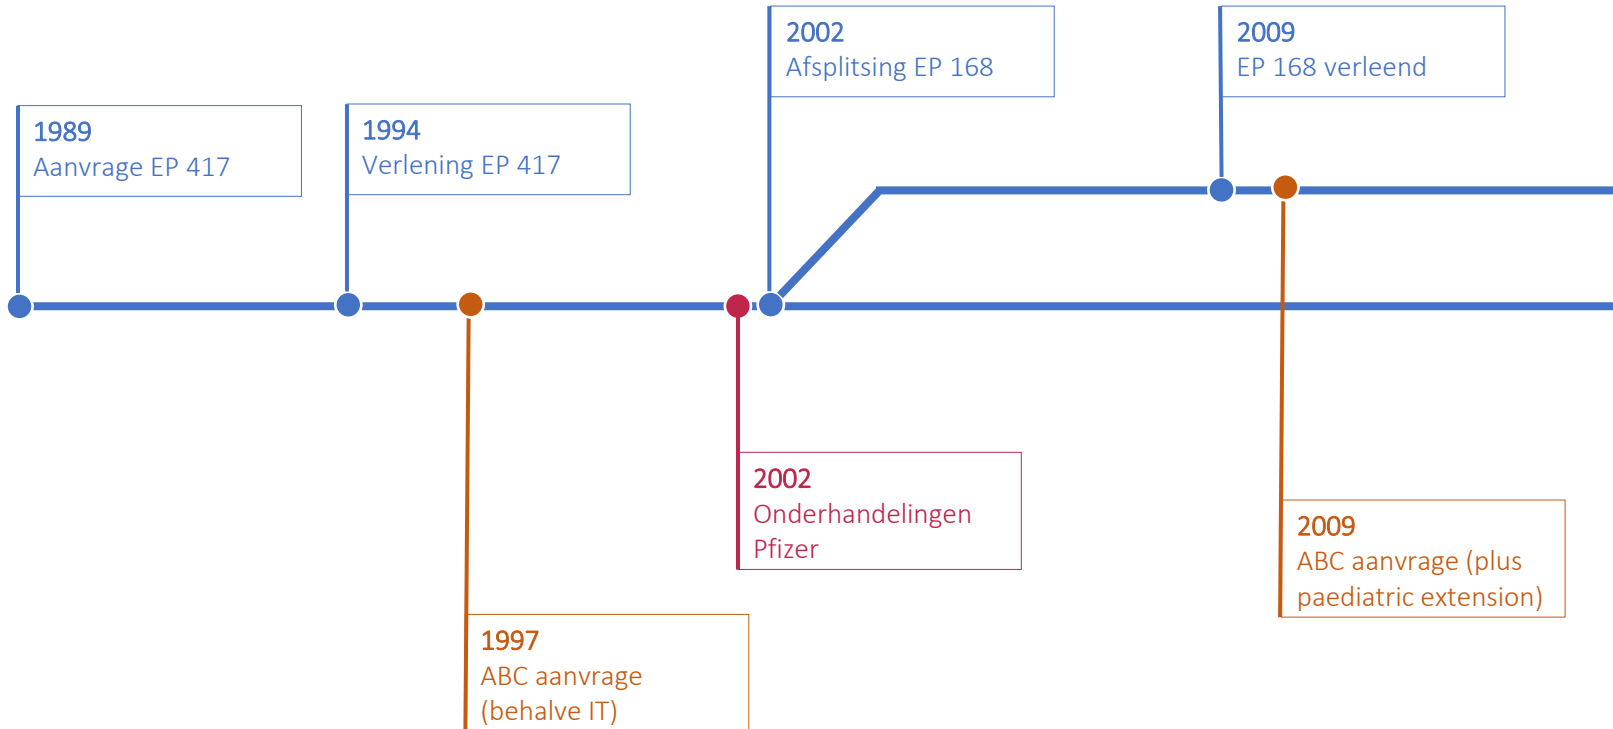 1989
Aanvrage EP 417
1994
Verlening EP 417
1997
ABC aanvrage
(behalve IT)
2002
Onderhandelingen
Pfizer
2002
Afsplitsing EP 168
2009
EP 168 verleend
2009
ABC aanvrage (plus
paediatric extension)